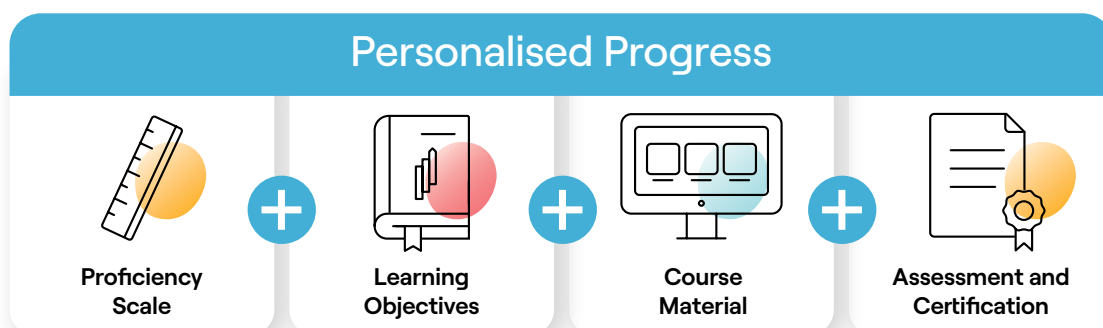 Personalised Progress
Proficiency
Scale
Learning
Objectives
Course
Material
Assessment and
Certification